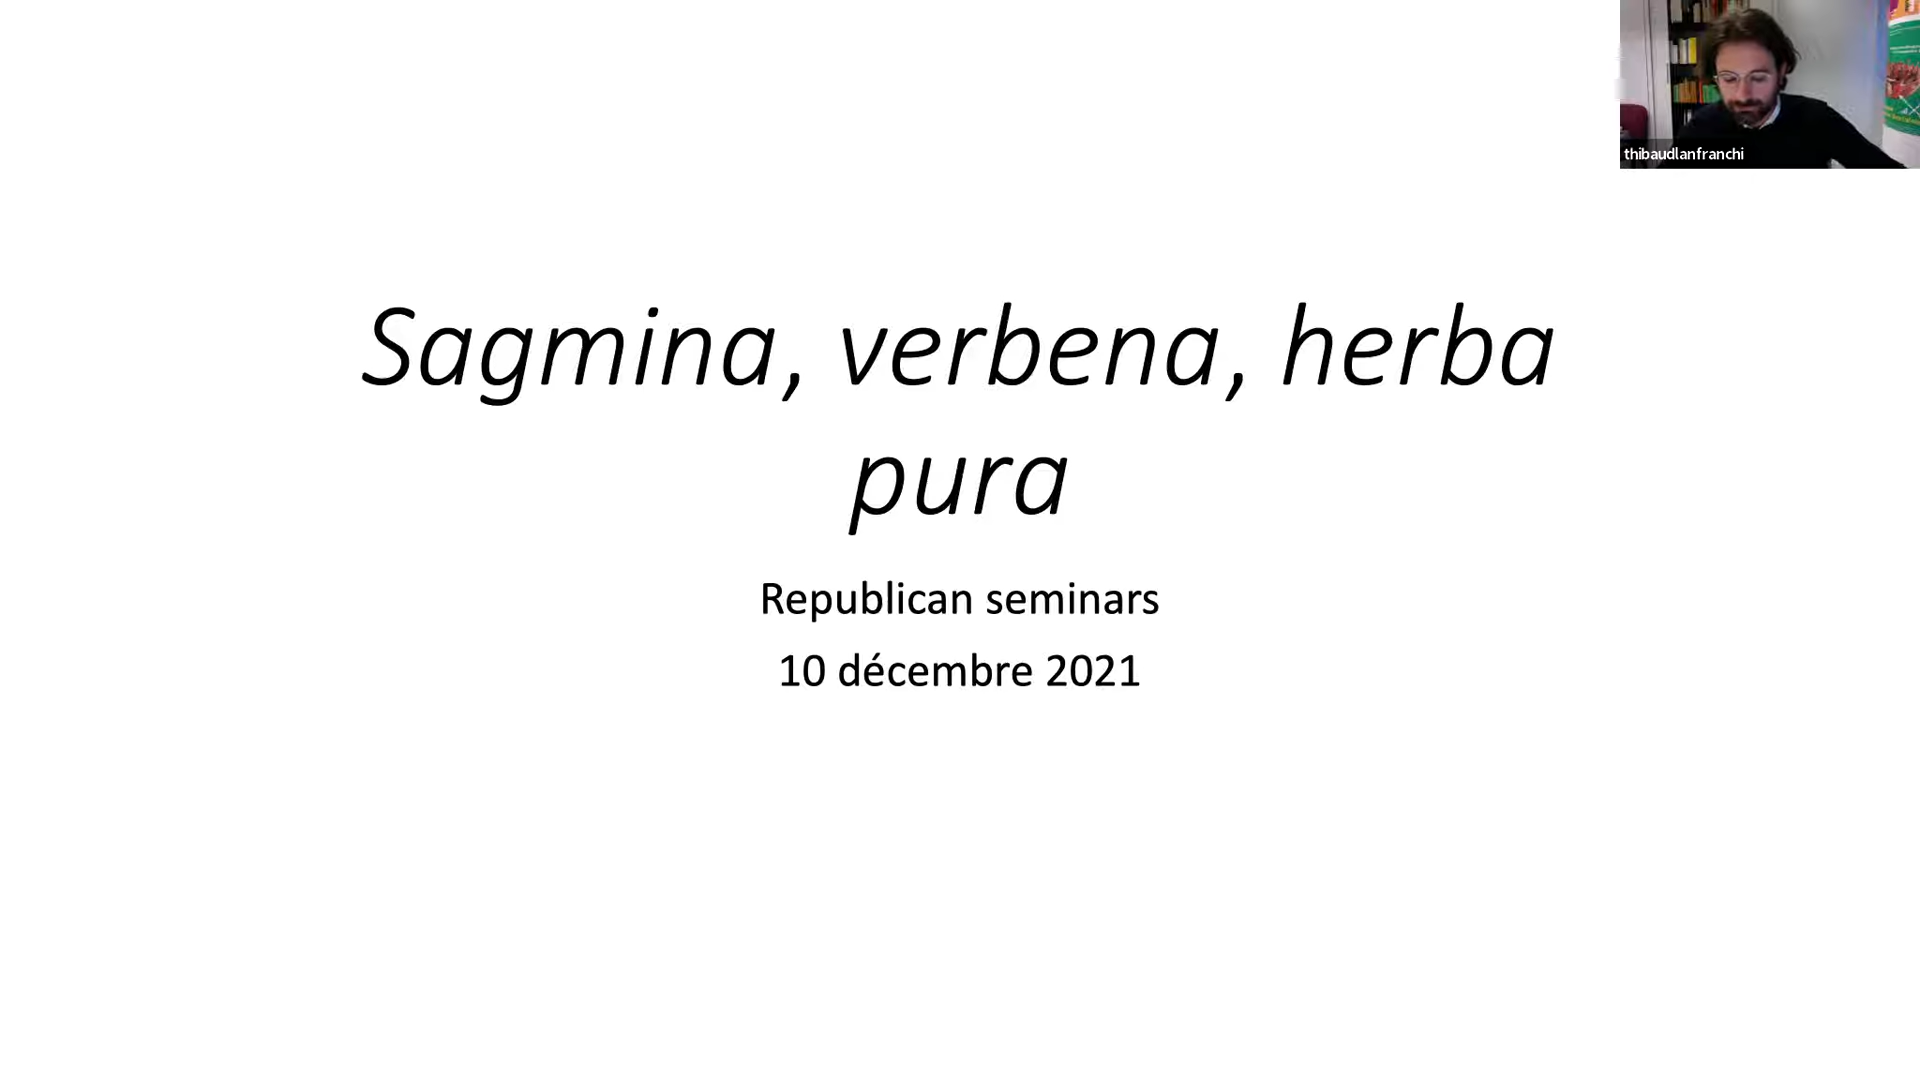 thibaudlanfranchi
Sagmina, verbena, herba
pura
Republican seminars
10 décembre 2021